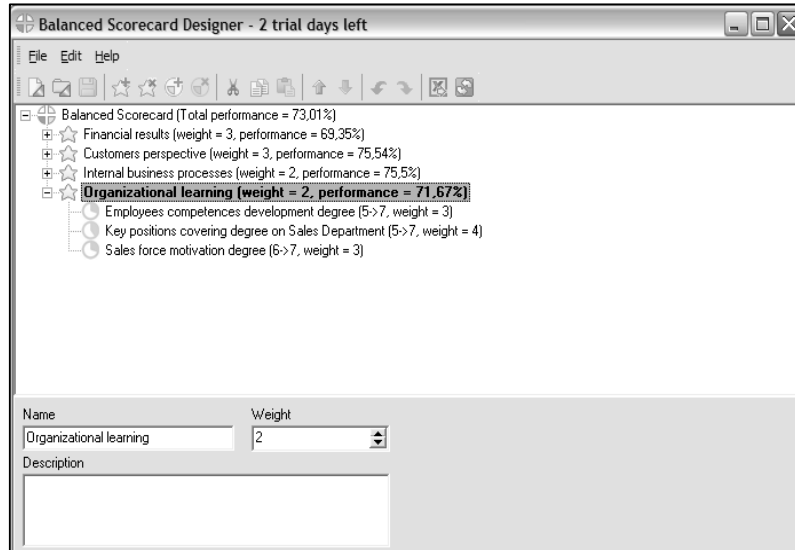 Balanced Scorecard Designer - 2 trial days left
File Edit Help
Balanced Scorecard (Total performance = 73,01%)
Financial results (weight = 3, performance = 69,35%)
Customers perspective (weight = 3, performance = 75,54%)
Internal business processes (weight = 2, performance = 75,5%)
Organizational learning (weight = 2, performance = 71,67%)
Employees competences development degree (5->7, weight = 3)
Key positions covering degree on Sales Department (5->7, weight = 4)
Sales force motivation degree (6->7, weight = 3)
Name Weight
Organizational learning 2
Description